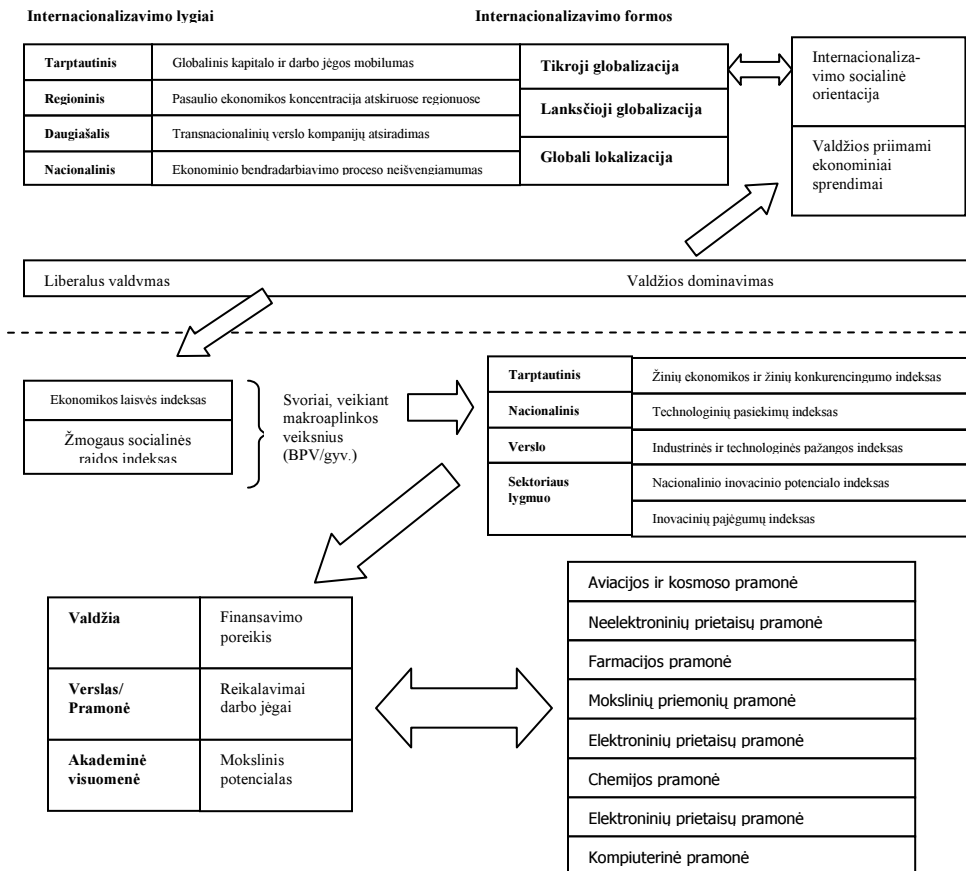 Internacionalizavimo lygiai
Internacionalizavimo formos
Tarptautinis
Globalinis kapitalo ir darbo jėgos mobilumas
Regioninis
Pasaulio ekonomikos koncentracija atskiruose regionuose
Daugiašalis
Transnacionalinių verslo kompanijų atsiradimas
Nacionalinis
Ekonominio bendradarbiavimo proceso neišvengiamumas
Tikroji globalizacija
Lanksčioji globalizacija
Globali lokalizacija
Internacionaliza-
vimo socialinė
orientacija
Valdžios priimami
ekonominiai
sprendimai
Liberalus valdymas
Valdžios dominavimas
Ekonomikos laisvės indeksas
Žmogaus socialinės
raidos indeksas
Svoriai, veikiant
makroaplinkos
veiksnius
(BPV/gyv.)
Tarptautinis
Žinių ekonomikos ir žinių konkurencingumo indeksas
Nacionalinis
Technologinių pasiekimų indeksas
Verslo
Industrinės ir technologinės pažangos indeksas
Sektoriaus
lygmuo
Nacionalinio inovacinio potencialo indeksas
Inovacinių pajėgumų indeksas
Valdžia
Finansavimo
poreikis
Verslas/
Pramonė
Reikalavimai
darbo jėgai
Akademinė
visuomenė
Mokslinis
potencialas
Aviacijos ir kosmoso pramonė
Neelektroninių prietaisų pramonė
Farmacijos pramonė
Mokslinių priemonių pramonė
Elektroninių prietaisų pramonė
Chemijos pramonė
Elektroninių prietaisų pramonė
Kompiuterinė pramonė